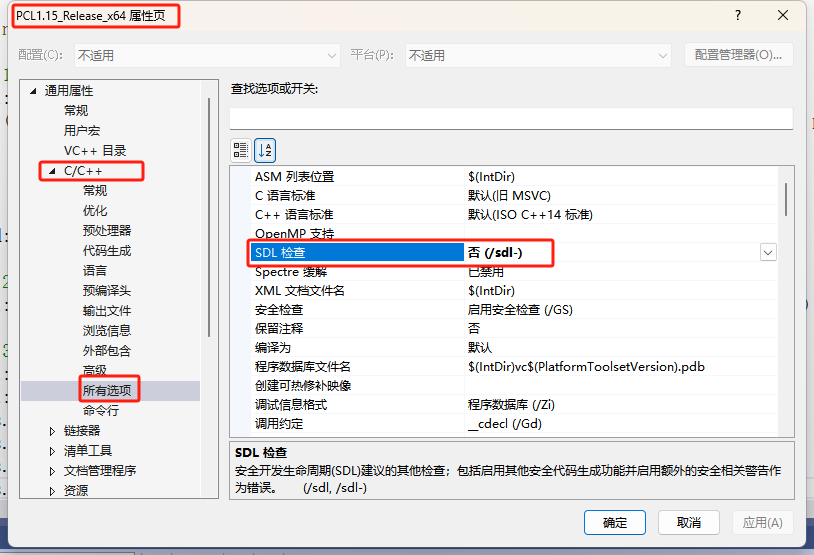 PCL1.15_Release_x64 属性页
?
配置(C): 不适用 平台(P): 不适用 配置管理器(O)...
通用属性
常规
用户宏
VC++ 目录
C/C++
常规
优化
预处理器
代码生成
语言
预编译头
输出文件
浏览信息
外部包含
高级
所有选项
命令行
链接器
清单工具
文档管理程序
资源
查找选项或开关:
ASM 列表位置 $(IntDir)
C 语言标准 默认(旧 MSVC)
C++ 语言标准 默认(ISO C++14 标准)
OpenMP 支持
SDL 检查 否 (/sdl-)
Spectre 缓解 已禁用
XML 文档文件名 $(IntDir)
安全检查 启用安全检查 (/GS)
保留注释 否
编译为 默认
程序数据库文件名 $(IntDir)vc$(PlatformToolsetVersion).pdb
创建可热修补映像
调试信息格式 程序数据库 (/Zi)
调用约定 __cdecl (/Gd)
SDL 检查
安全开发生命周期(SDL)建议的其他检查；包括启用其他安全代码生成功能并启用额外的安全相关警告作
为错误。 (/sdl, /sdl-)
确定 取消 应用(A)